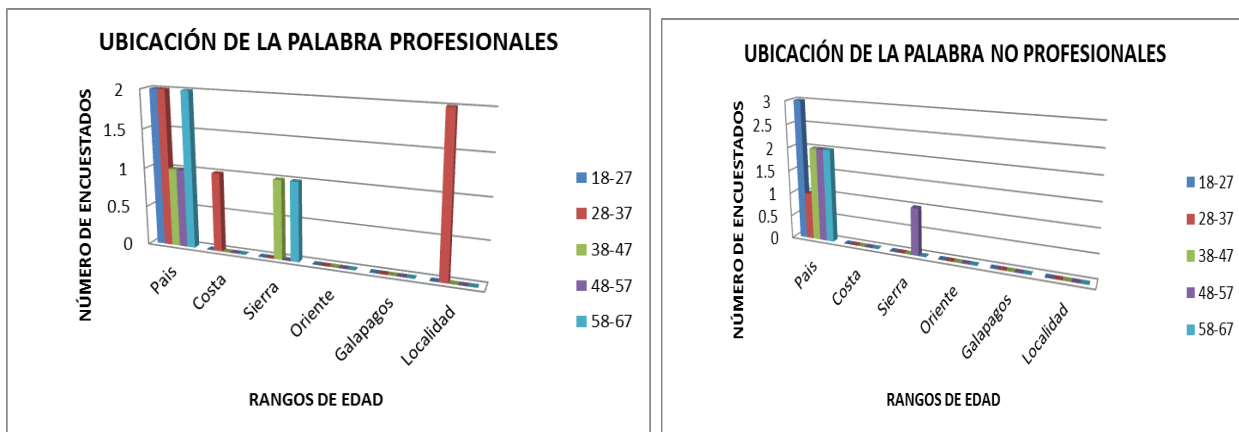 UBICACIÓN DE LA PALABRA PROFESIONALES
NÚMERO DE ENCUESTADOS
2
1.5
1
0.5
0
Pais
Costa
Sierra
Oriente
Galapagos
Localidad
RANGOS DE EDAD
18-27
28-37
38-47
48-57
58-67
UBICACIÓN DE LA PALABRA NO PROFESIONALES
NÚMERO DE ENCUESTADOS
3
2.5
2
1.5
1
0.5
0
Pais
Costa
Sierra
Oriente
Galapagos
Localidad
RANGOS DE EDAD
18-27
28-37
38-47
48-57
58-67